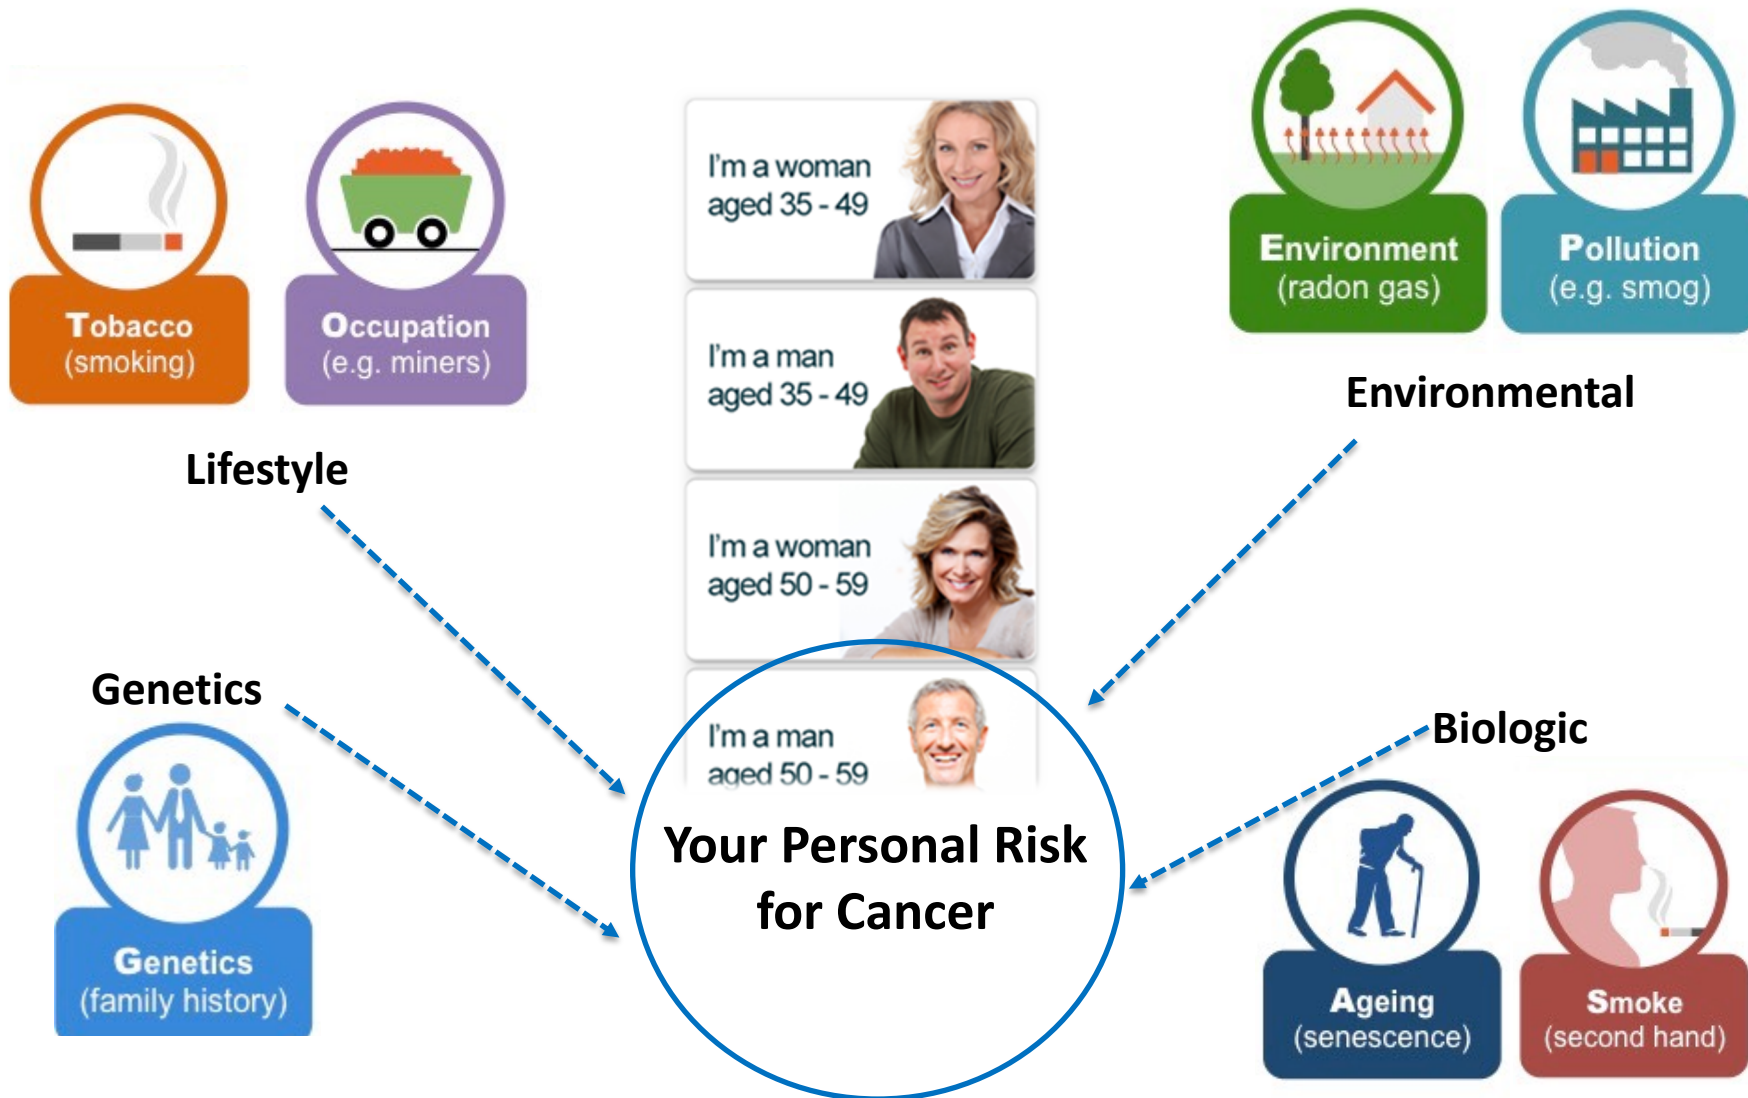 Tobacco
(smoking)
Occupation
(e.g. miners)
Lifestyle
I'm a woman
aged 35 - 49
I'm a man
aged 35 - 49
I'm a woman
aged 50 - 59
I'm a man
aged 50 - 59
Environment
(radon gas)
Pollution
(e.g. smog)
Environmental
Genetics
Genetics
(family history)
Your Personal Risk
for Cancer
Biologic
Ageing
(senescence)
Smoke
(second hand)